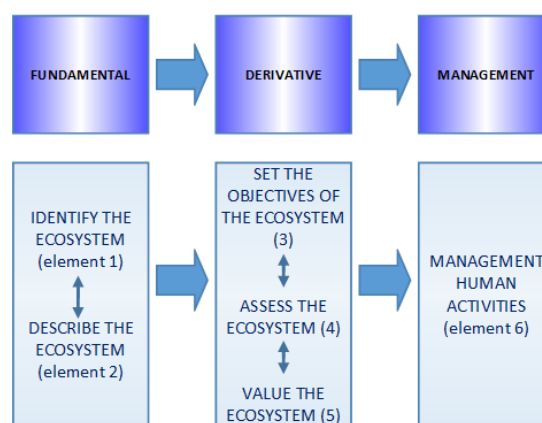 FUNDAMENTAL
DERIVATIVE
MANAGEMENT
IDENTIFY THE
ECOSYSTEM
(element 1)
DESCRIBE THE
ECOSYSTEM
(element 2)
SET THE
OBJECTIVES OF
THE ECOSYSTEM
(3)
ASSESS THE
ECOSYSTEM (4)
VALUE THE
ECOSYSTEM (5)
MANAGEMENT
HUMAN
ACTIVITIES
(element 6)